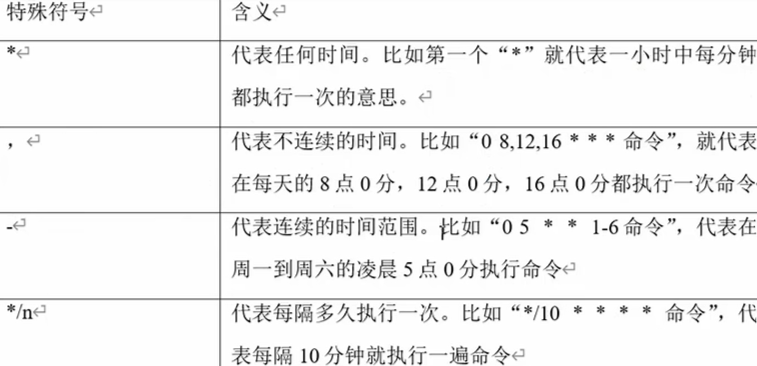 特殊符号 含义
* 代表任何时间。比如第一个“*”就代表一小时中每分钟
都执行一次的意思。
， 代表不连续的时间。比如“0 8,12,16 * * * 命令”，就代表
在每天的 8 点 0 分，12 点 0 分，16 点 0 分都执行一次命令
- 代表连续的时间范围。比如“0 5 * * 1-6 命令”，代表在
周一到周六的凌晨 5 点 0 分执行命令
*/n 代表每隔多久执行一次。比如“*/10 * * * * 命令”，代
表每隔 10 分钟就执行一遍命令